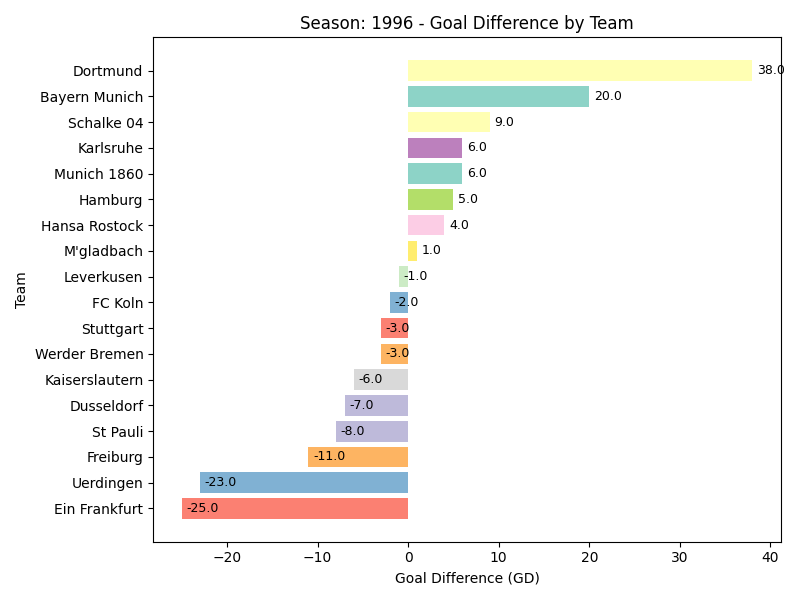 Season: 1996 - Goal Difference by Team
Dortmund 38.0
Bayern Munich 20.0
Schalke 04 9.0
Karlsruhe 6.0
Munich 1860 6.0
Hamburg 5.0
Hansa Rostock 4.0
M'gladbach 1.0
Leverkusen -1.0
FC Koln -2.0
Stuttgart -3.0
Werder Bremen -3.0
Kaiserslautern -6.0
Dusseldorf -7.0
St Pauli -8.0
Freiburg -11.0
Uerdingen -23.0
Ein Frankfurt -25.0
Team
−20 −10 0 10 20 30 40
Goal Difference (GD)